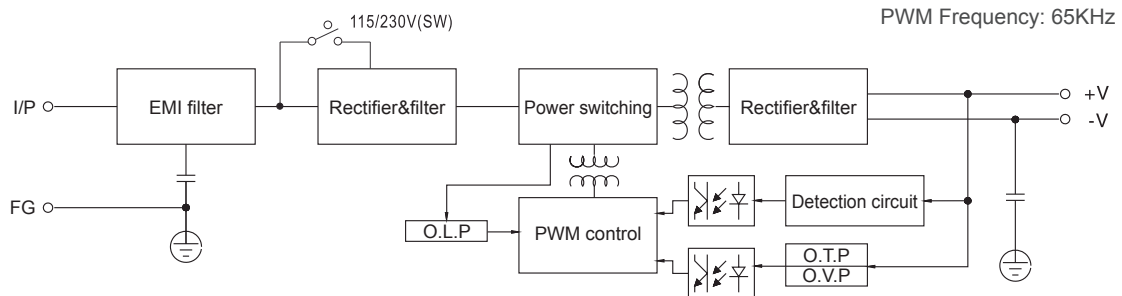 PWM Frequency: 65KHz
115/230V(SW)
I/P
EMI filter
Rectifier&filter
Power switching
Rectifier&filter
+V
-V
FG
O.L.P
PWM control
Detection circuit
O.T.P
O.V.P